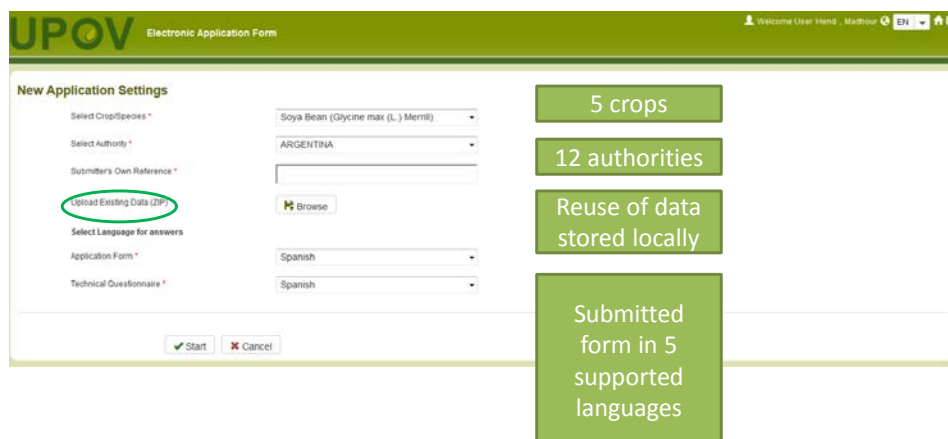 UPOV Electronic Application Form
Welcome User Hend , Madhour EN
New Application Settings
Select Crop/Species * Soya Bean (Glycine max (L.) Merrill)
5 crops
Select Authority * ARGENTINA
12 authorities
Submitter's Own Reference *
Upload Existing Data (ZIP) Browse
Reuse of data
stored locally
Select Language for answers
Application Form * Spanish
Technical Questionnaire * Spanish
Submitted
form in 5
supported
languages
Start Cancel